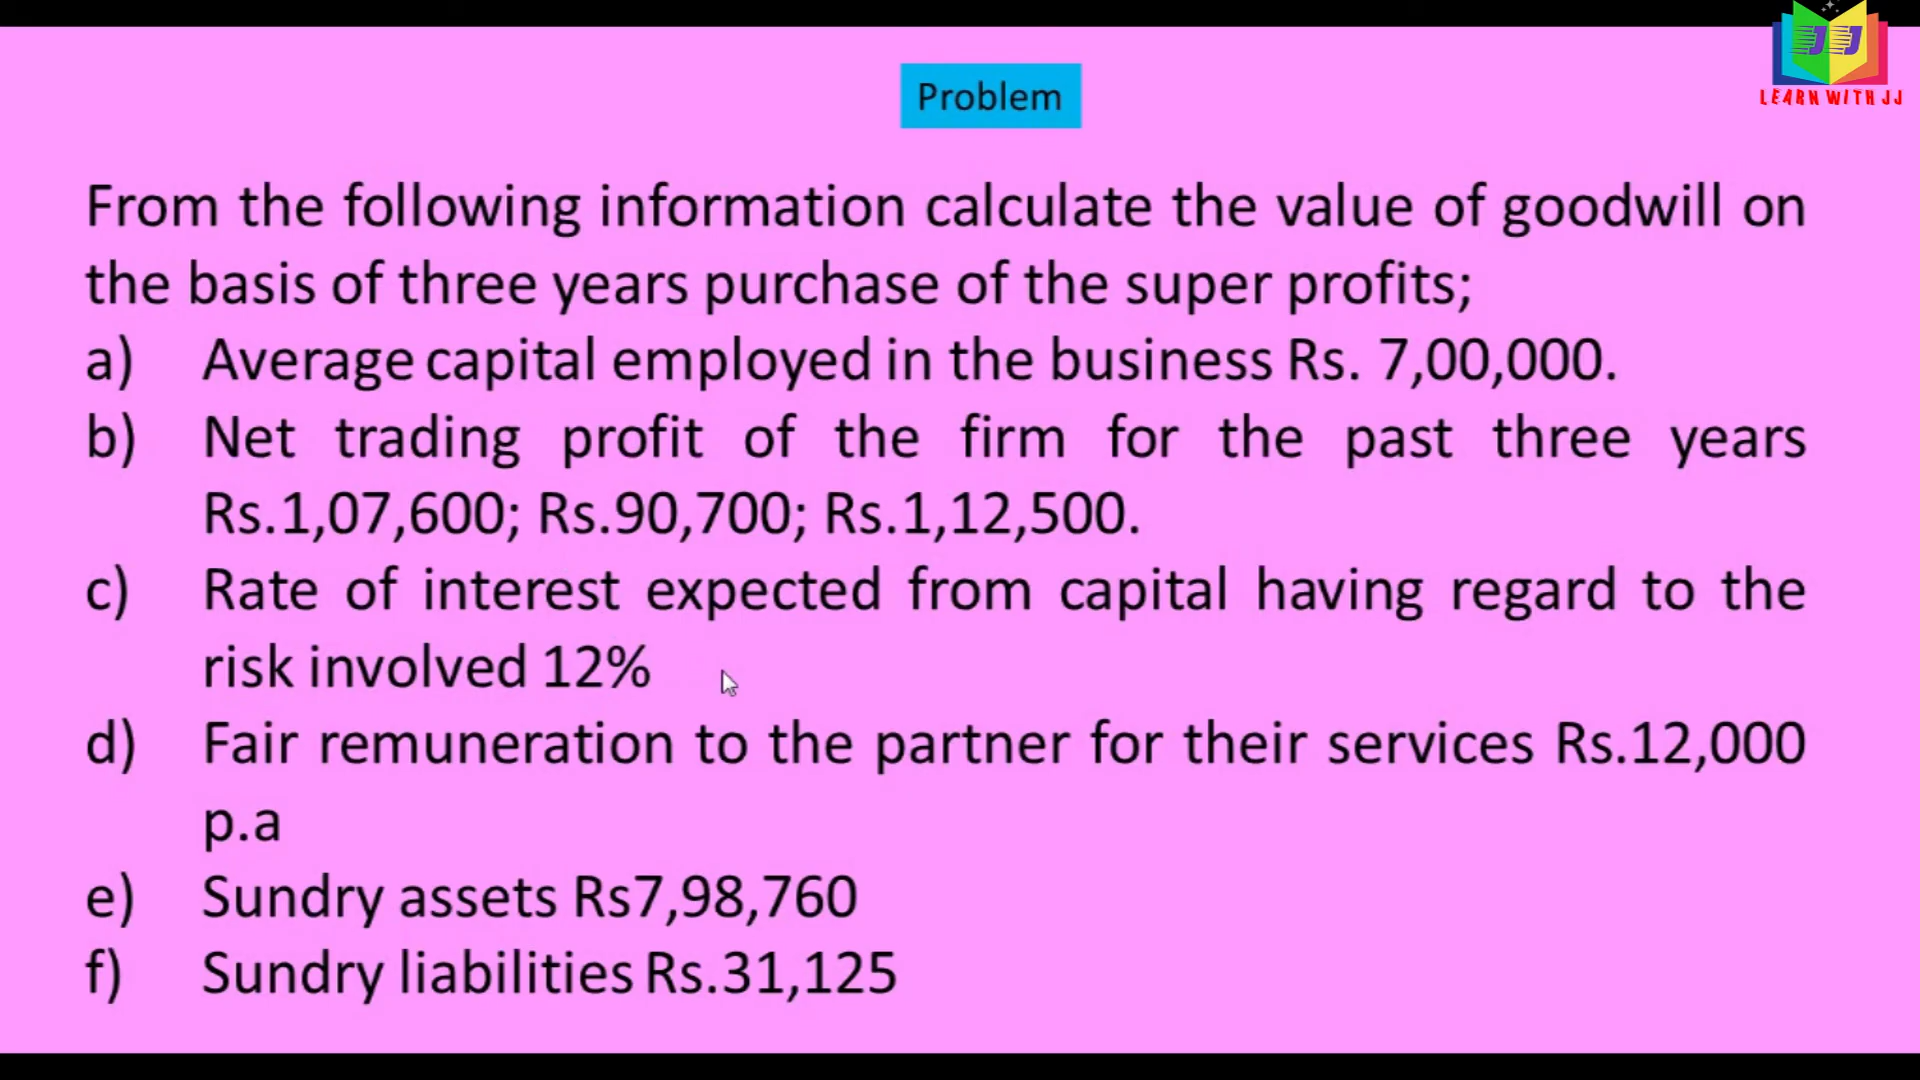 JJ
LEARN WITH JJ
Problem
From the following information calculate the value of goodwill on
the basis of three years purchase of the super profits;
a) Average capital employed in the business Rs. 7,00,000.
b) Net trading profit of the firm for the past three years
Rs.1,07,600; Rs.90,700; Rs.1,12,500.
c) Rate of interest expected from capital having regard to the
risk involved 12%
d) Fair remuneration to the partner for their services Rs.12,000
p.a
e) Sundry assets Rs7,98,760
f) Sundry liabilities Rs.31,125